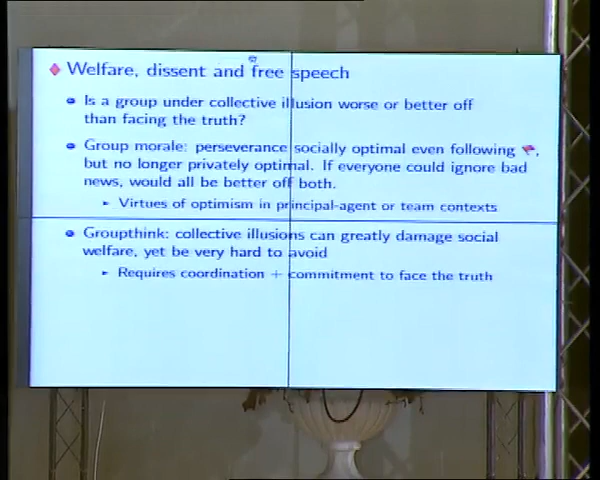 Welfare, dissent and free speech
Is a group under collective illusion worse or better off
than facing the truth?
Group morale: perseverance socially optimal even following ,
but no longer privately optimal. If everyone could ignore bad
news, would all be better off both.
Virtues of optimism in principal-agent or team contexts
Groupthink: collective illusions can greatly damage social
welfare, yet be very hard to avoid
Requires coordination + commitment to face the truth